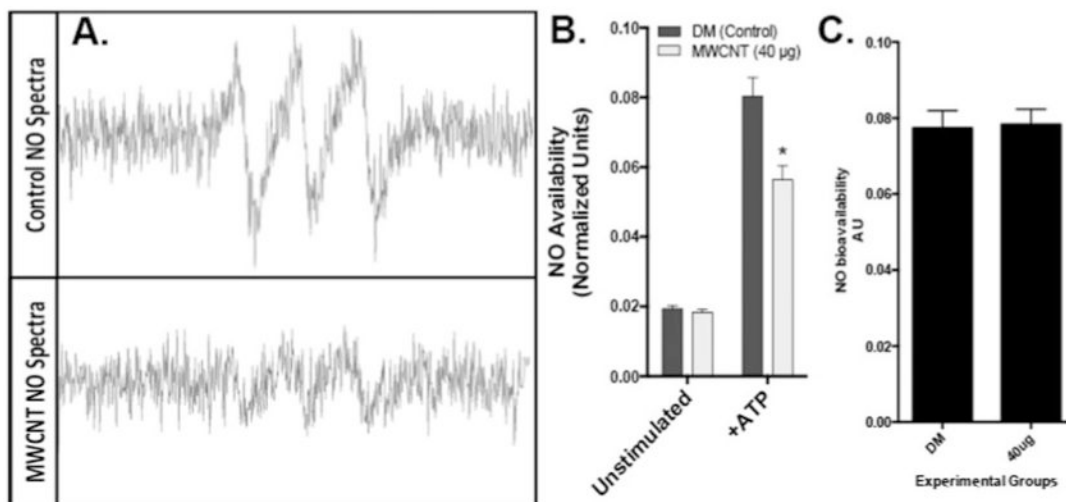 A.
Control NO Spectra
MWCNT NO Spectra
B.
DM (Control)
MWCNT (40 µg)
NO Availability
(Normalized Units)
0.10
0.08
0.06
0.04
0.02
0.00
*
Unstimulated
+ATP
C.
NO bioavailability
AU
0.10
0.08
0.06
0.04
0.02
0.00
DM
40ug
Experimental Groups